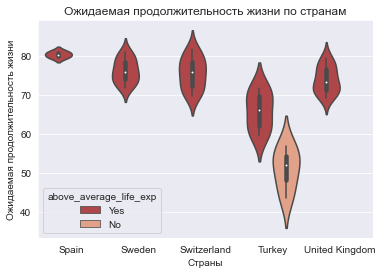 Ожидаемая продолжительность жизни по странам
Ожидаемая продолжительность жизни
80
70
60
50
40
above_average_life_exp
Yes
No
Spain Sweden Switzerland Turkey United Kingdom
Страны